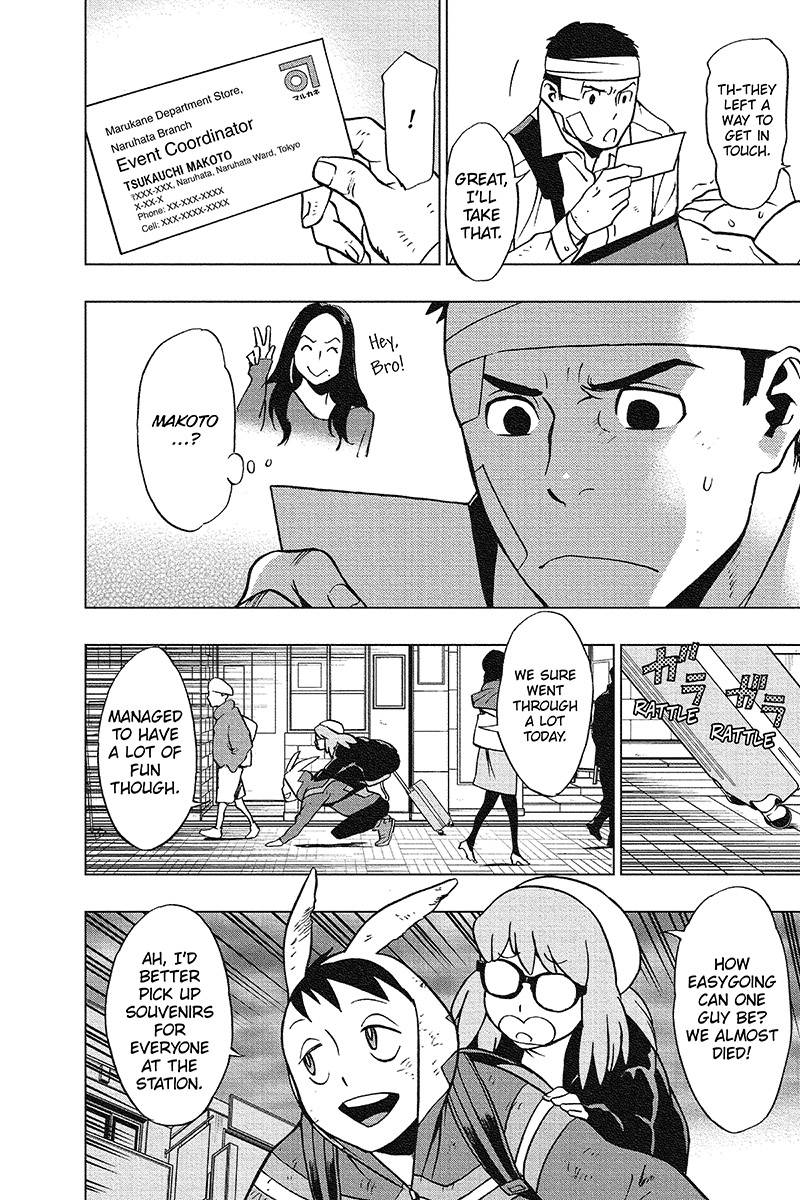 TH-THEY
LEFT A
WAY TO
GET IN
TOUCH.
GREAT,
I'LL
TAKE
THAT.
!
マルカネ
Marukane Department Store,
Naruhata Branch
Event Coordinator
TSUKAUCHI MAKOTO
〒XXX-XXX, Naruhata, Naruhata Ward, Tokyo
X-XX-X
Phone: XX-XXX-XXXX
Cell: XXX-XXXX-XXXX
Hey,
Bro!
MAKOTO
...?
ガラ
RATTLE
ガラ
RATTLE
WE SURE
WENT
THROUGH
A LOT
TODAY.
MANAGED
TO HAVE
A LOT OF
FUN
THOUGH.
HOW
EASYGOING
CAN ONE
GUY BE?
WE ALMOST
DIED!
AH, I'D
BETTER
PICK UP
SOUVENIRS
FOR
EVERYONE
AT THE
STATION.